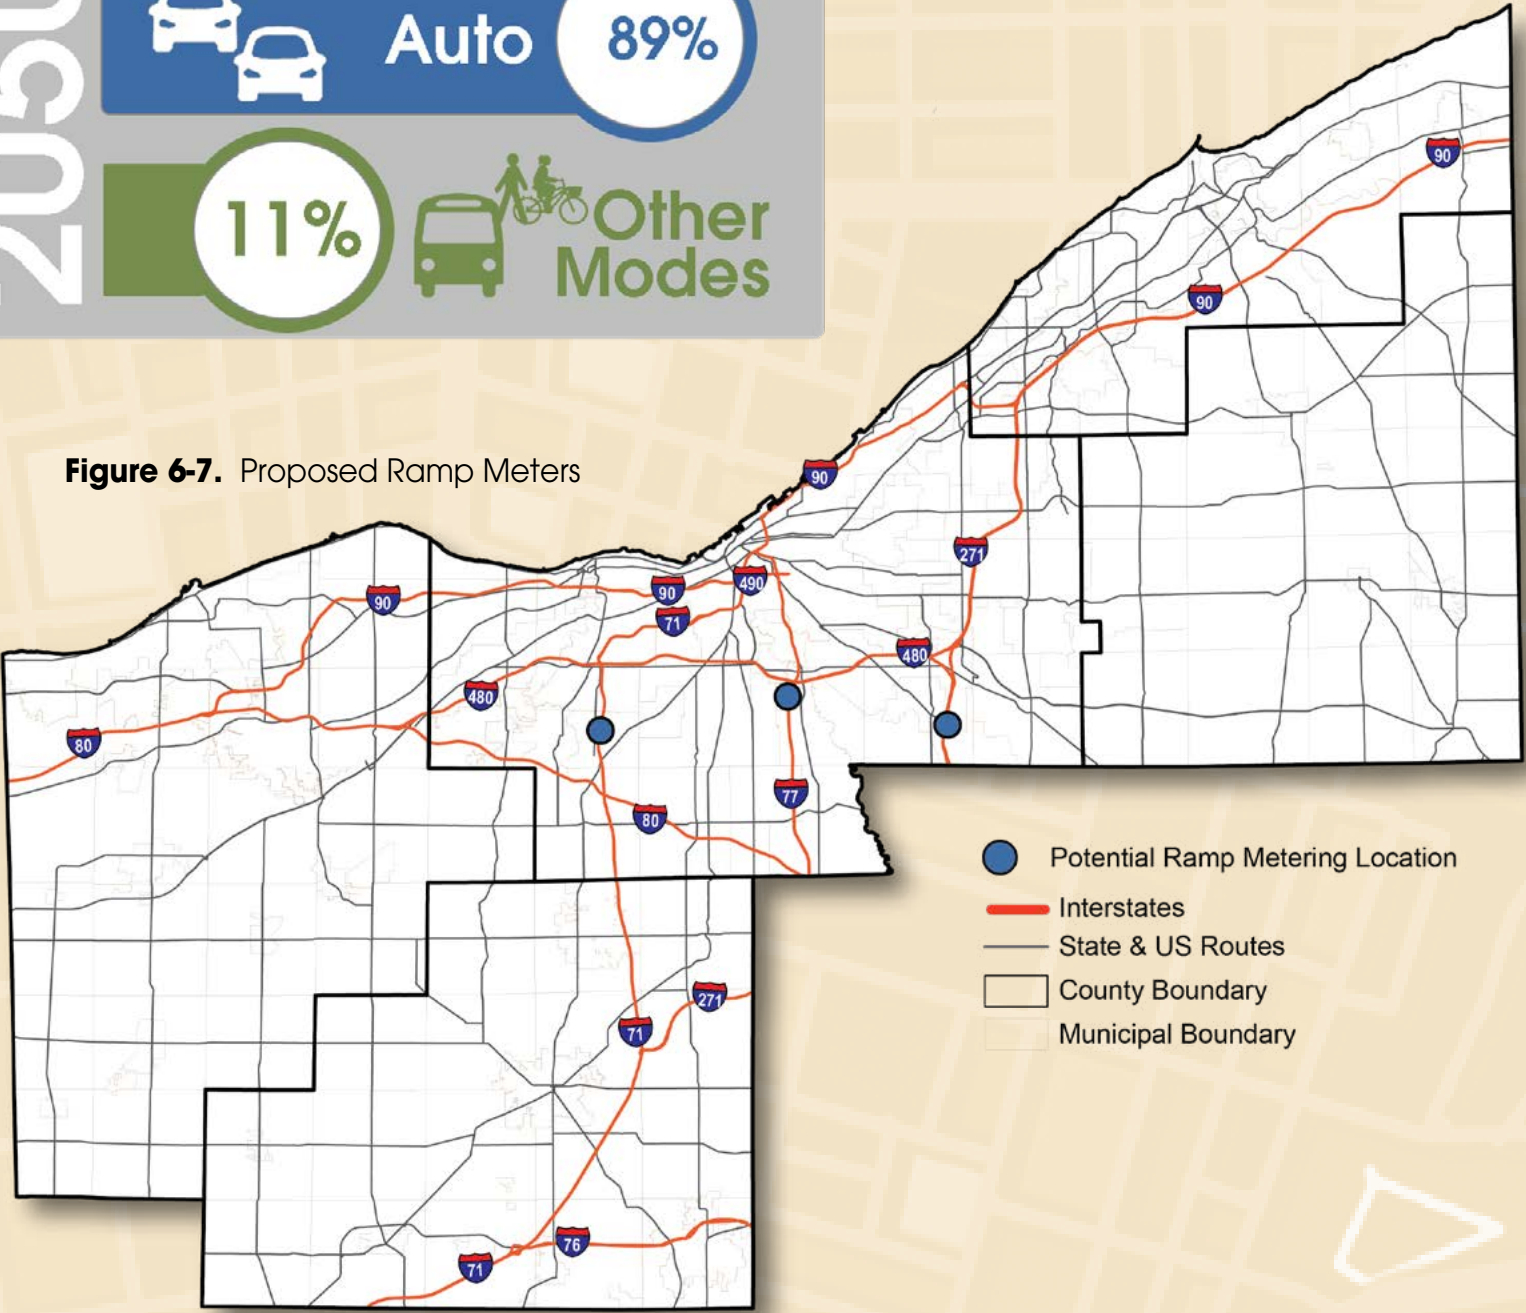 2050
Auto
89%
11%
Other
Modes
Figure 6-7. Proposed Ramp Meters
90
90
90
271
90
490
90
71
480
480
80
77
80
Potential Ramp Metering Location
Interstates
State & US Routes
County Boundary
Municipal Boundary
271
71
76
71